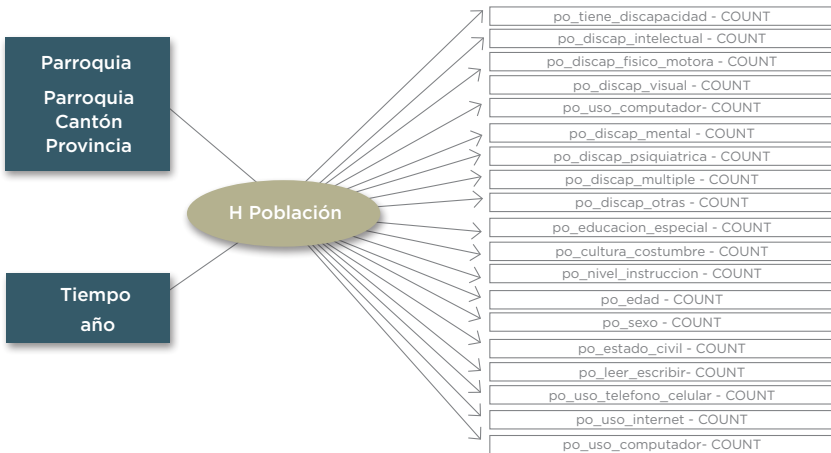 Parroquia
Parroquia
Cantón
Provincia
H Población
Tiempo
año
po_tiene_discapacidad - COUNT
po_discap_intelectual - COUNT
po_discap_fisico_motora - COUNT
po_discap_visual - COUNT
po_uso_computador- COUNT
po_discap_mental - COUNT
po_discap_psiquiatrica - COUNT
po_discap_multiple - COUNT
po_discap_otras - COUNT
po_educacion_especial - COUNT
po_cultura_costumbre - COUNT
po_nivel_instruccion - COUNT
po_edad - COUNT
po_sexo - COUNT
po_estado_civil - COUNT
po_leer_escribir- COUNT
po_uso_telefono_celular - COUNT
po_uso_internet - COUNT
po_uso_computador- COUNT